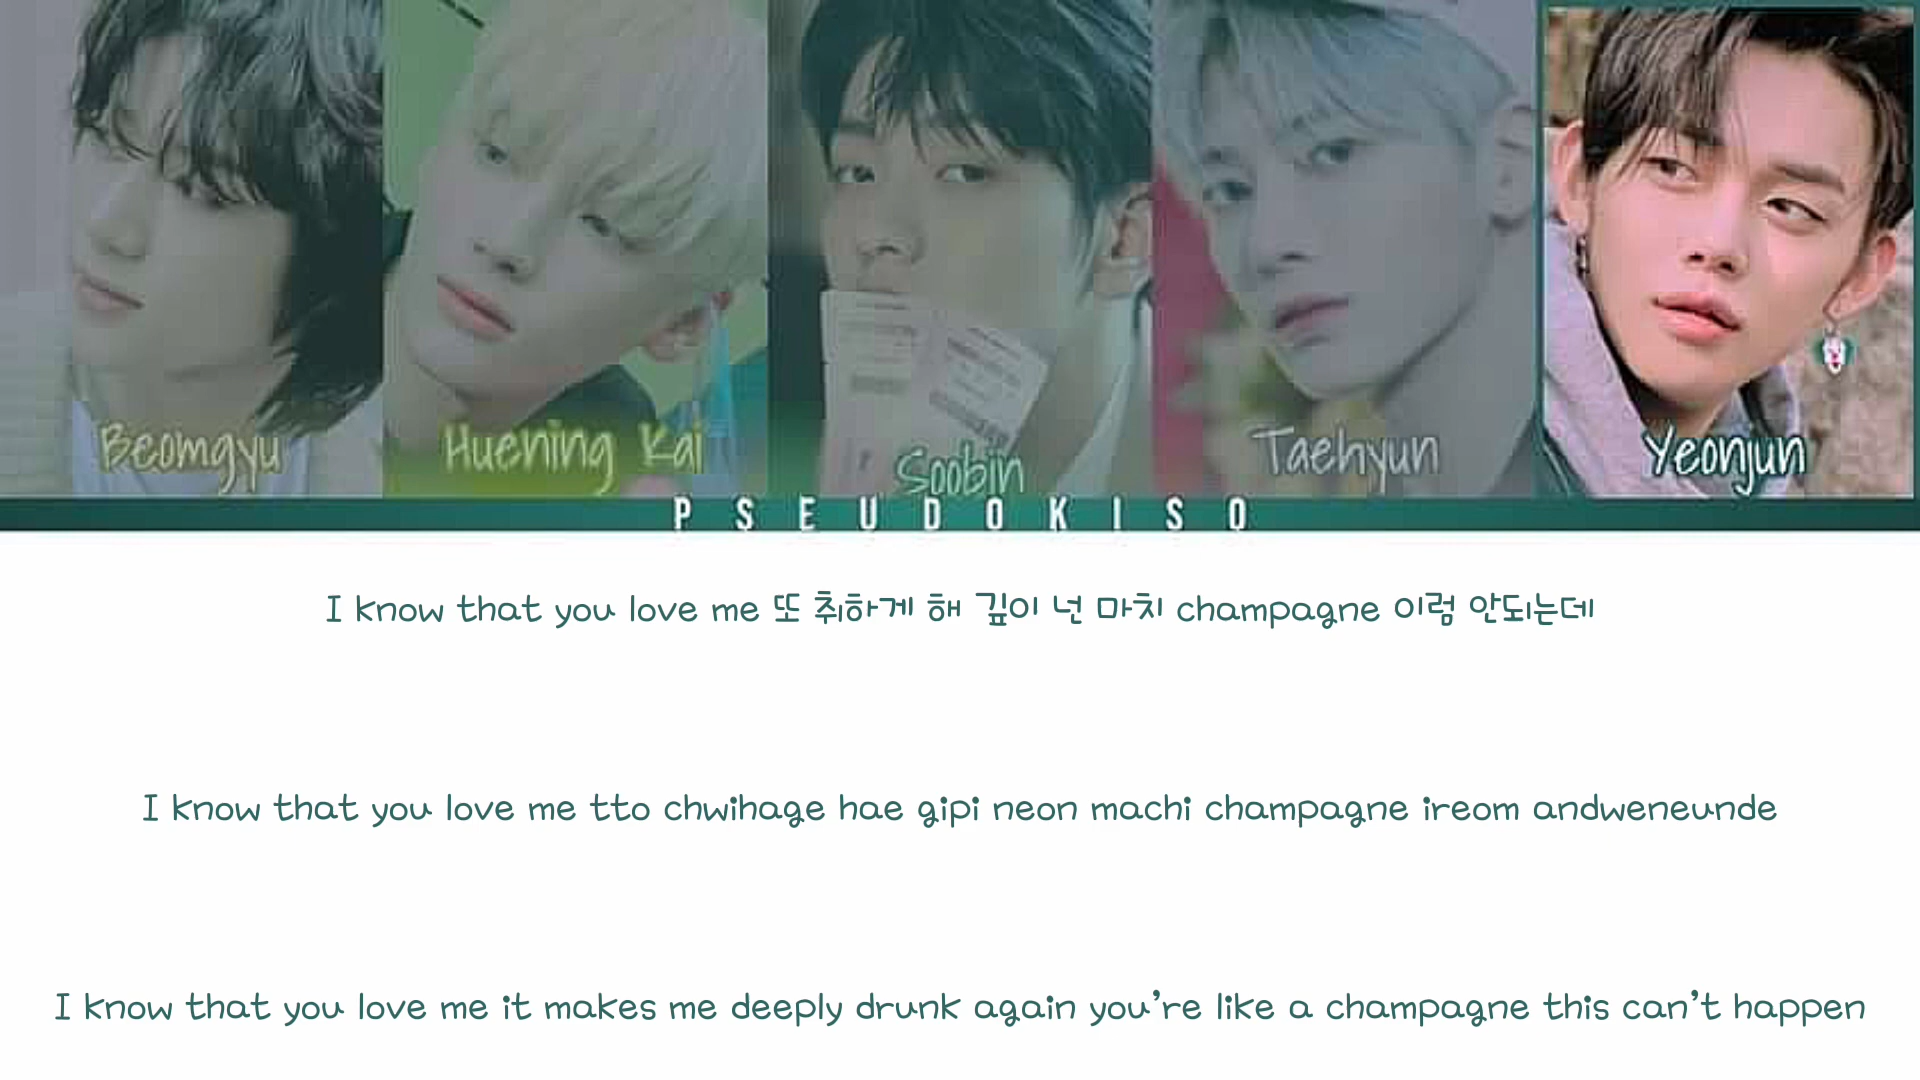 Beomgyu
Huening Kai
Soobin
Taehyun
Yeonjun
PSEUDOKISO
I know that you love me 또 취하게 해 깊이 넌 마치 champagne 이럼 안되는데
I know that you love me tto chwihage hae gipi neon machi champagne ireom andweneunde
I know that you love me it makes me deeply drunk again you’re like a champagne this can’t happen